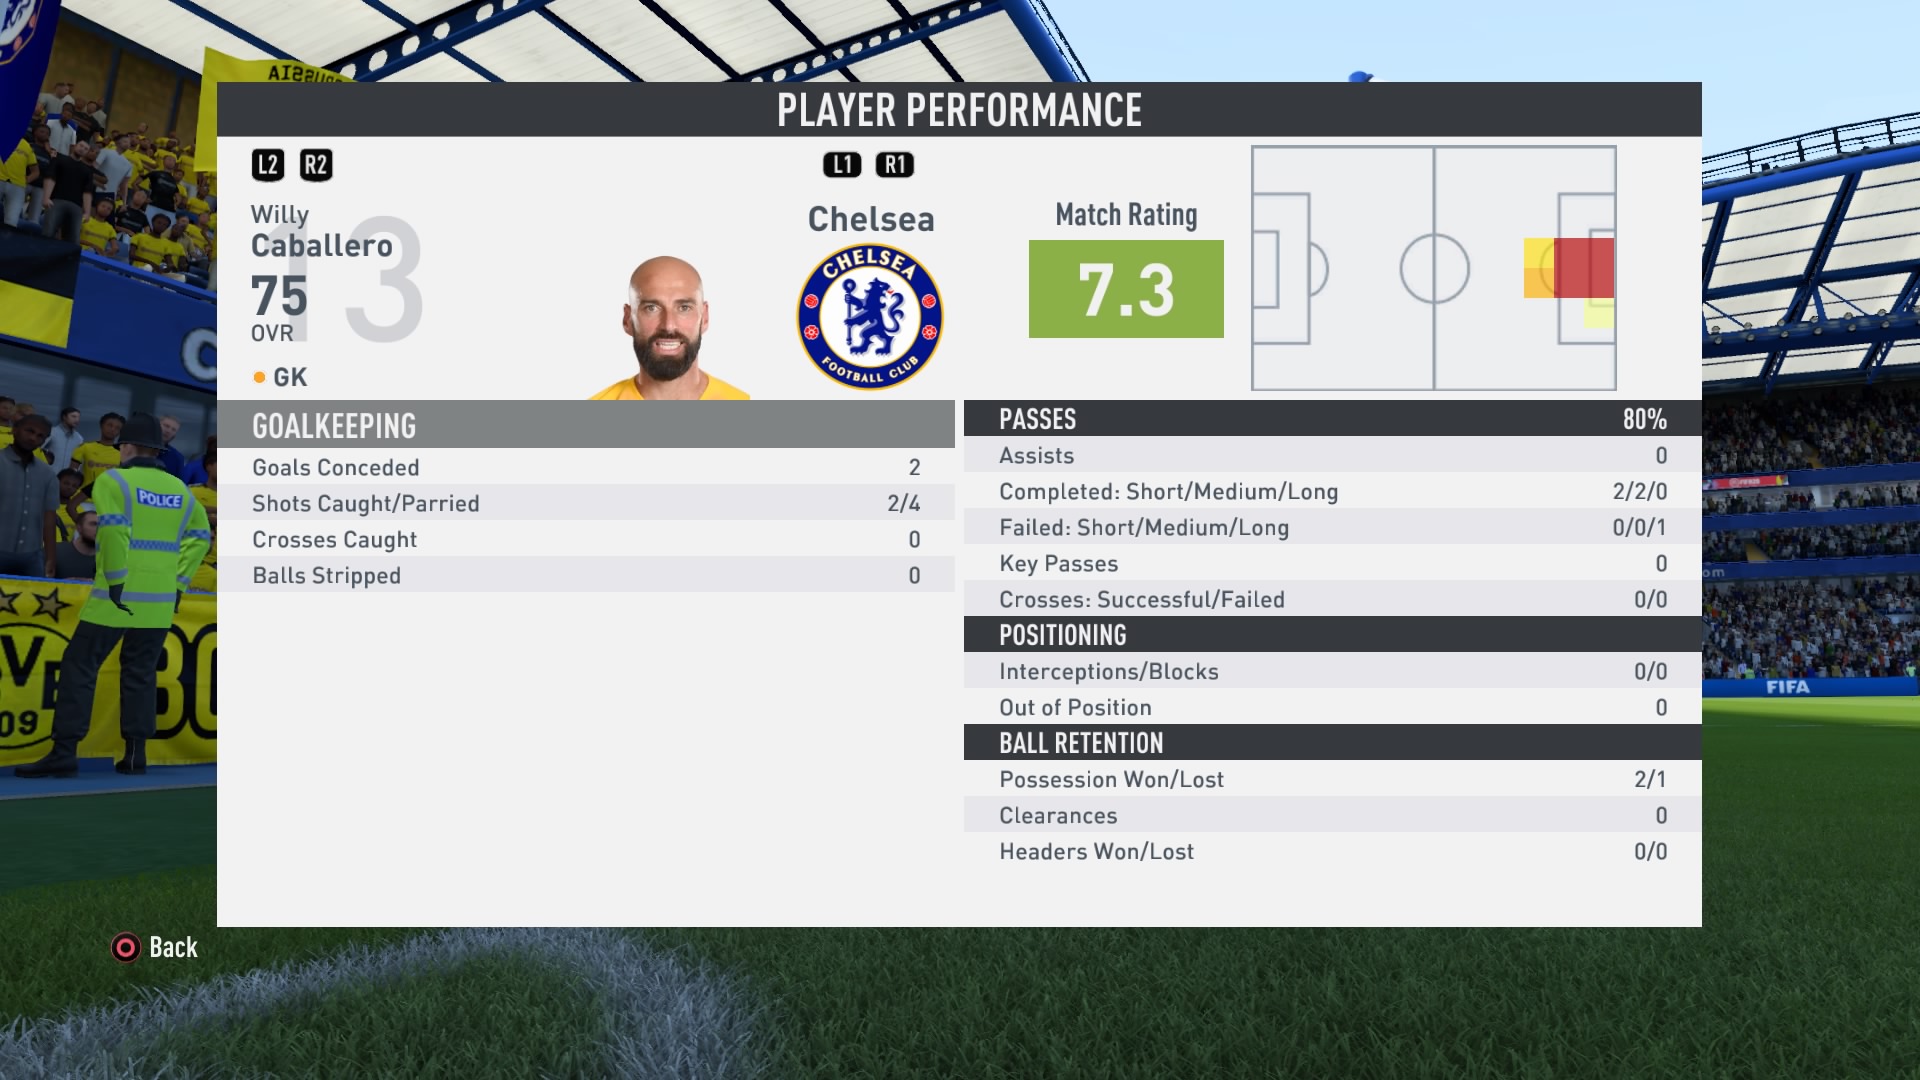 PLAYER PERFORMANCE
L2 R2
L1 R1
Willy
Caballero
13
75
OVR
GK
Chelsea
CHELSEA
FOOTBALL CLUB
Match Rating
7.3
GOALKEEPING
Goals Conceded 2
Shots Caught/Parried 2/4
Crosses Caught 0
Balls Stripped 0
PASSES 80%
Assists 0
Completed: Short/Medium/Long 2/2/0
Failed: Short/Medium/Long 0/0/1
Key Passes 0
Crosses: Successful/Failed 0/0
POSITIONING
Interceptions/Blocks 0/0
Out of Position 0
BALL RETENTION
Possession Won/Lost 2/1
Clearances 0
Headers Won/Lost 0/0
POLICE
09
FIFA
Back